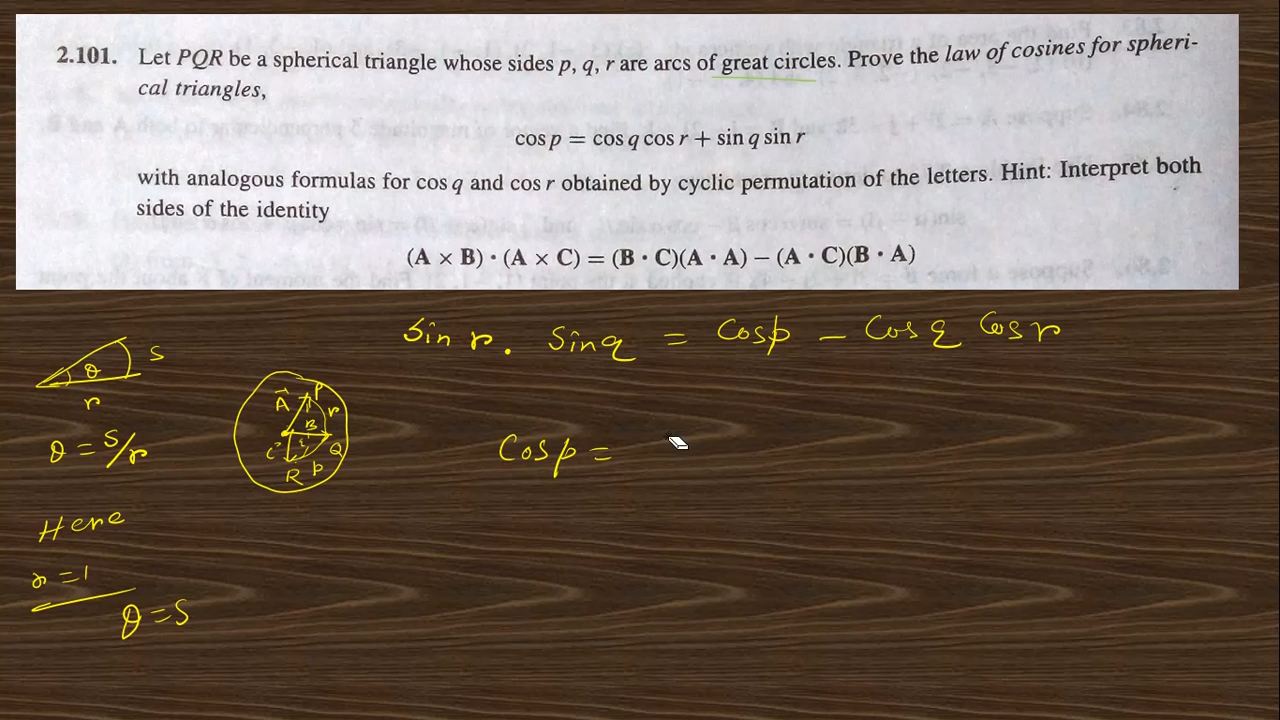 2.101. Let PQR be a spherical triangle whose sides p, q, r are arcs of great circles. Prove the law of cosines for spheri-
cal triangles,
cos p = cos q cos r + sin q sin r
with analogous formulas for cos q and cos r obtained by cyclic permutation of the letters. Hint: Interpret both
sides of the identity
(A × B) · (A × C) = (B · C)(A · A) − (A · C)(B · A)
Sin r. Sin q = Cos p − Cos q Cos r
θ S
r
θ = S/r
A P r
B
C Q
R p
Cos p =
Here
r = 1
θ = S